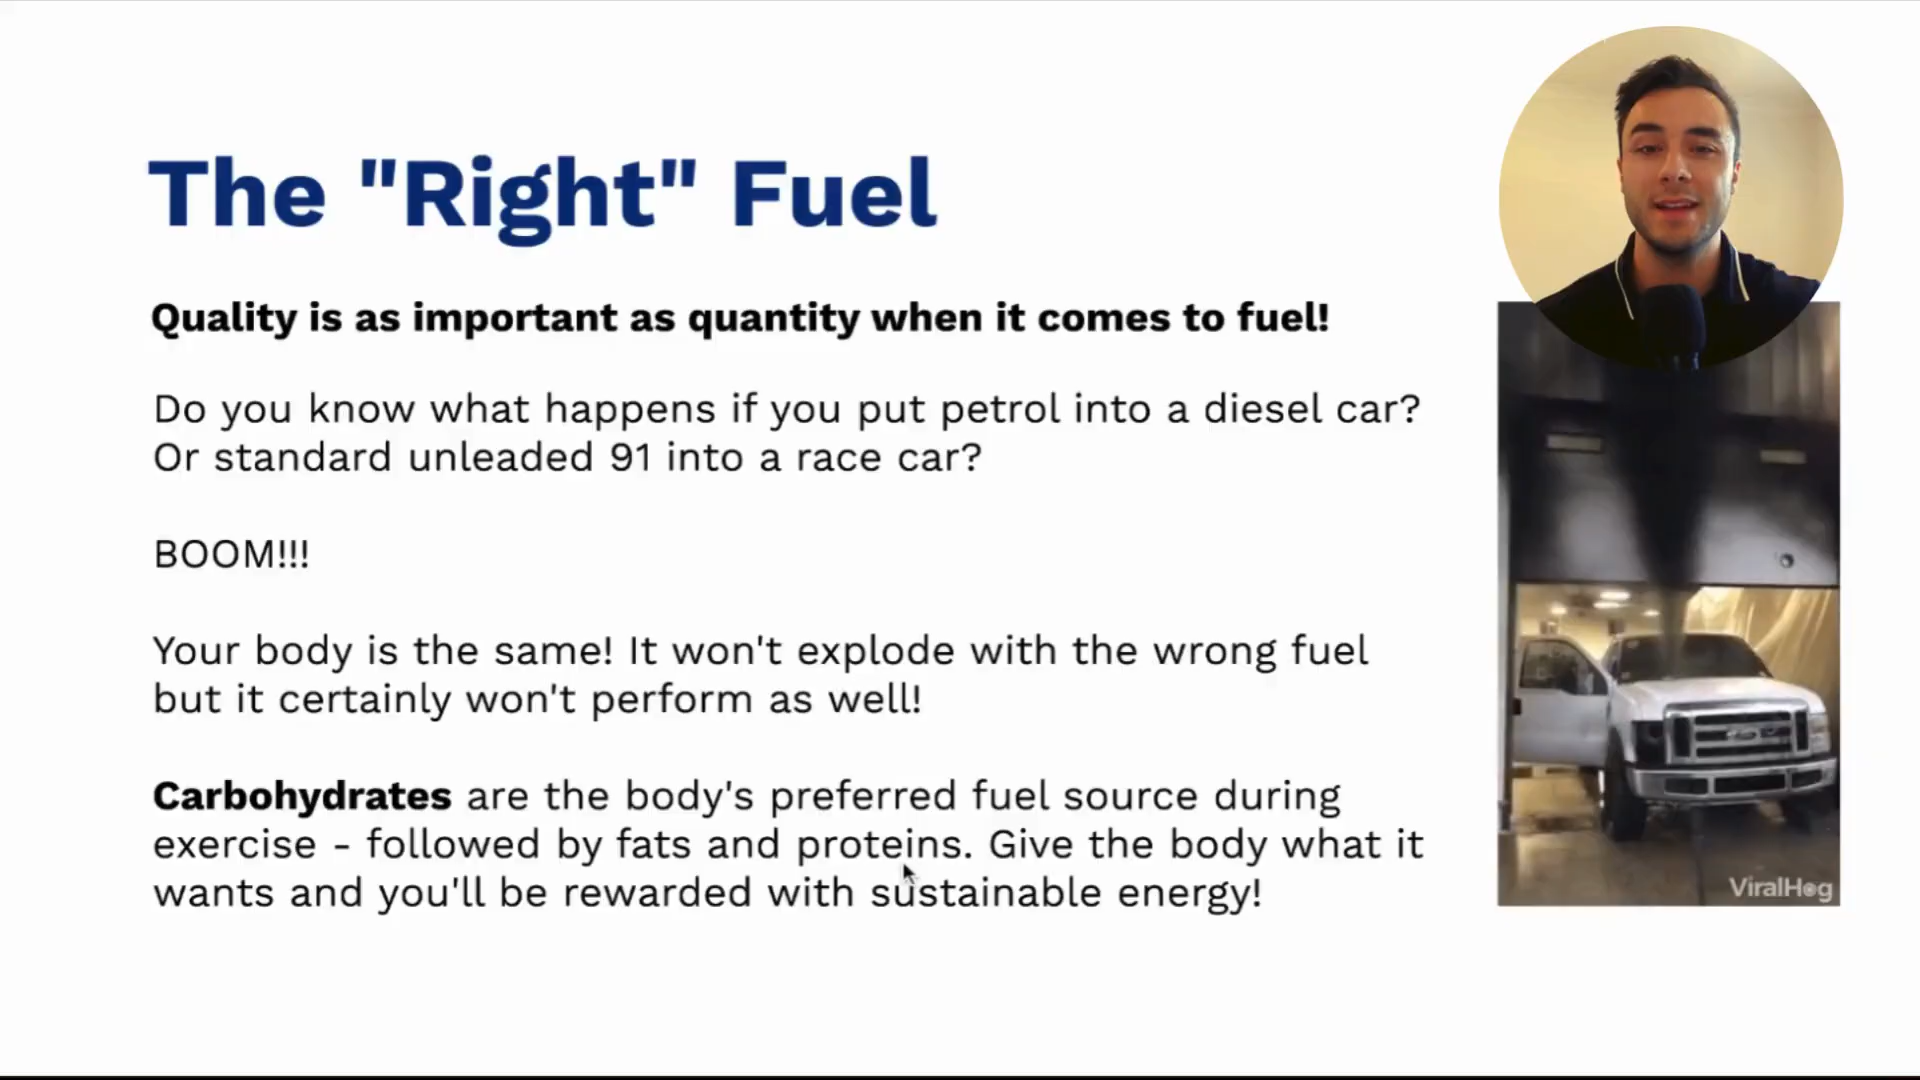 The "Right" Fuel
Quality is as important as quantity when it comes to fuel!
Do you know what happens if you put petrol into a diesel car?
Or standard unleaded 91 into a race car?
BOOM!!!
Your body is the same! It won't explode with the wrong fuel
but it certainly won't perform as well!
Carbohydrates are the body's preferred fuel source during
exercise - followed by fats and proteins. Give the body what it
wants and you'll be rewarded with sustainable energy!
ViralHog